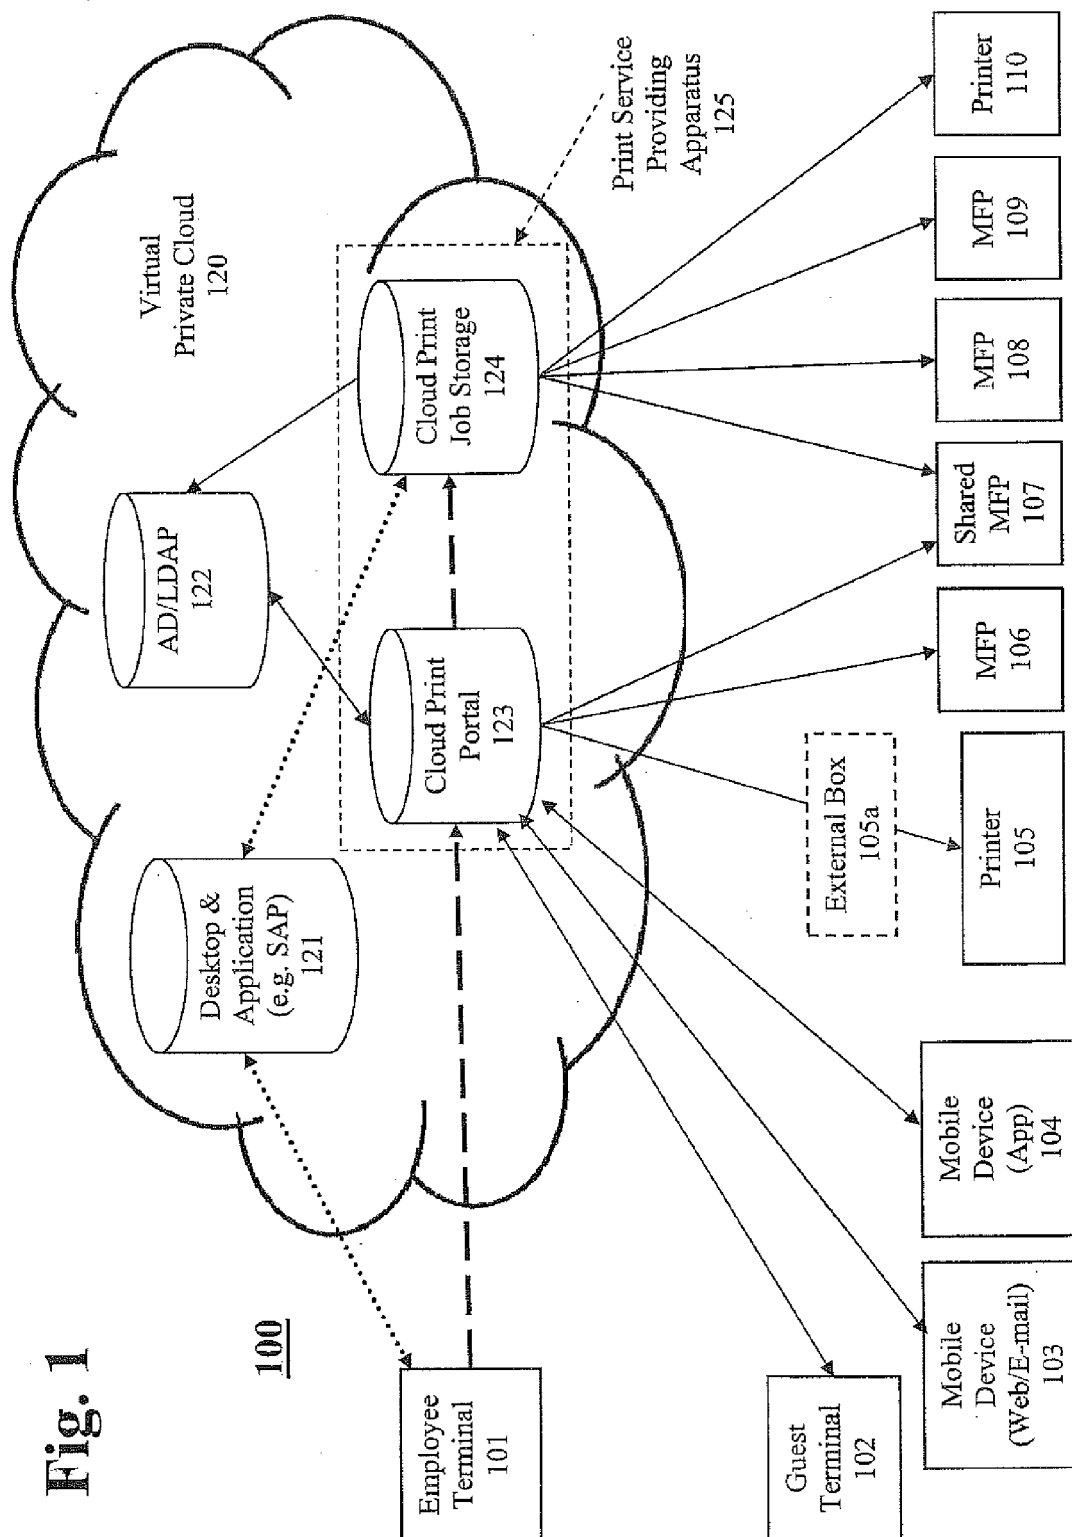 Fig. 1
100
Virtual
Private Cloud
120
Desktop &
Application
(e.g. SAP)
121
AD/LDAP
122
Cloud Print
Portal
123
Cloud Print
Job Storage
124
Print Service
Providing
Apparatus
125
Employee
Terminal
101
Guest
Terminal
102
Mobile
Device
(Web/E-mail)
103
Mobile
Device
(App)
104
External Box
105a
Printer
105
MFP
106
Shared
MFP
107
MFP
108
MFP
109
Printer
110